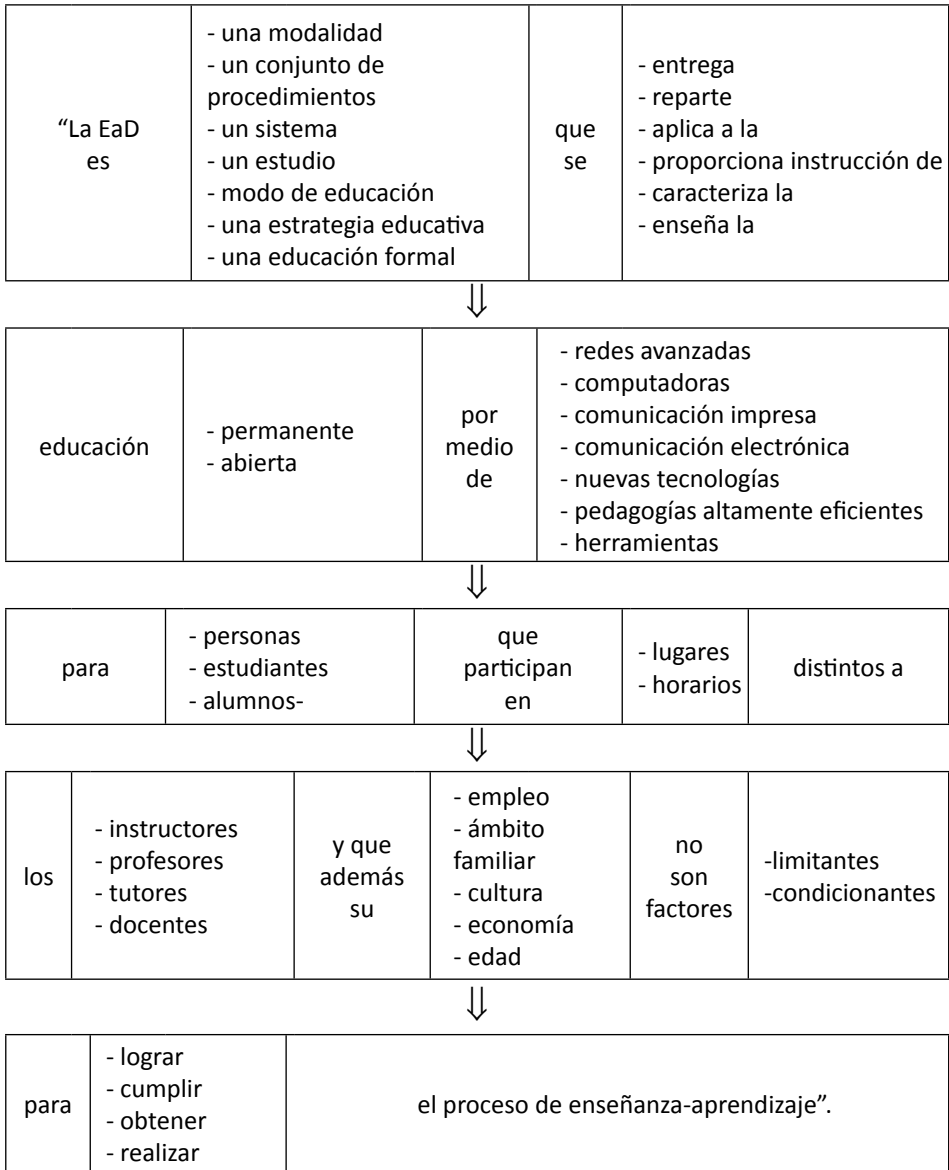 “La EaD
es
- una modalidad
- un conjunto de
procedimientos
- un sistema
- un estudio
- modo de educación
- una estrategia educativa
- una educación formal
que
se
- entrega
- reparte
- aplica a la
- proporciona instrucción de
- caracteriza la
- enseña la
⇓
educación
- permanente
- abierta
por
medio
de
- redes avanzadas
- computadoras
- comunicación impresa
- comunicación electrónica
- nuevas tecnologías
- pedagogías altamente eficientes
- herramientas
⇓
para
- personas
- estudiantes
- alumnos-
que
participan
en
- lugares
- horarios
distintos a
⇓
los
- instructores
- profesores
- tutores
- docentes
y que
además
su
- empleo
- ámbito
familiar
- cultura
- economía
- edad
no
son
factores
-limitantes
-condicionantes
⇓
para
- lograr
- cumplir
- obtener
- realizar
el proceso de enseñanza-aprendizaje”.